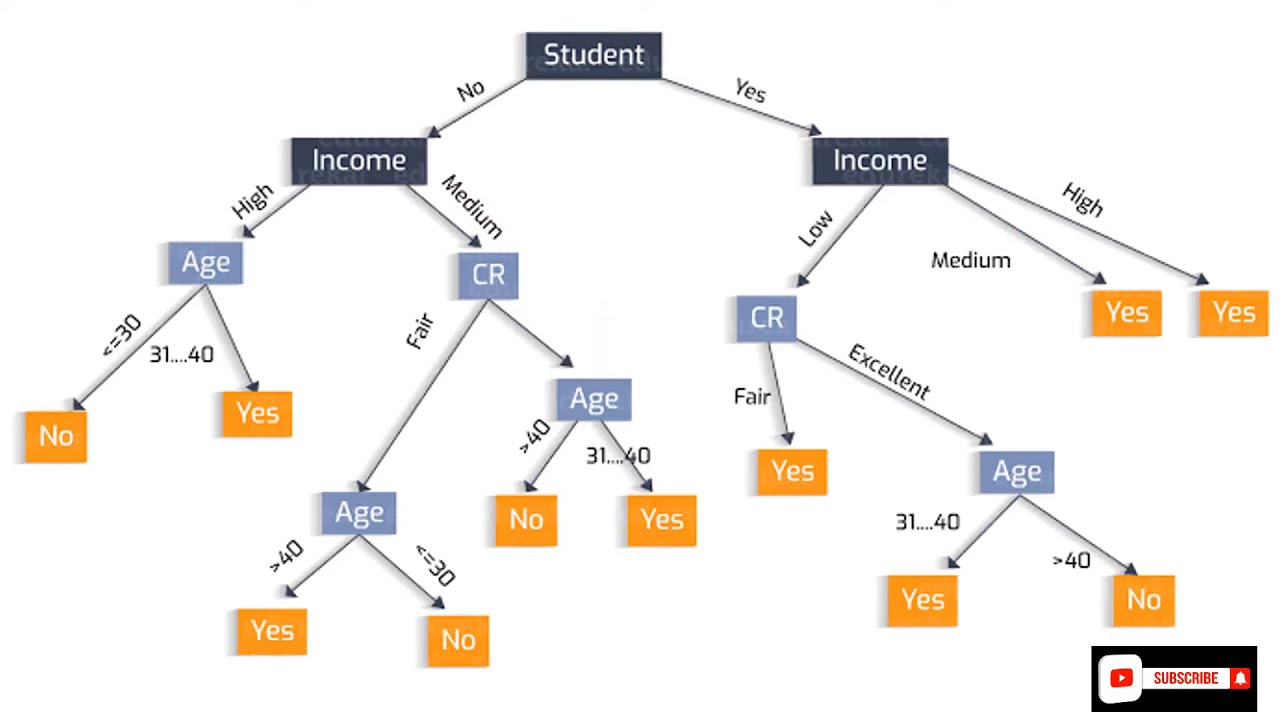 Student
No
Yes
Income
Income
High
Medium
Low
Medium
High
Age
CR
CR
Yes
Yes
<=30
31....40
Fair
Fair
Excellent
No
Yes
Age
>40
31....40
Yes
Age
Age
No
Yes
31....40
>40
>40
<=30
Yes
No
Yes
No
SUBSCRIBE